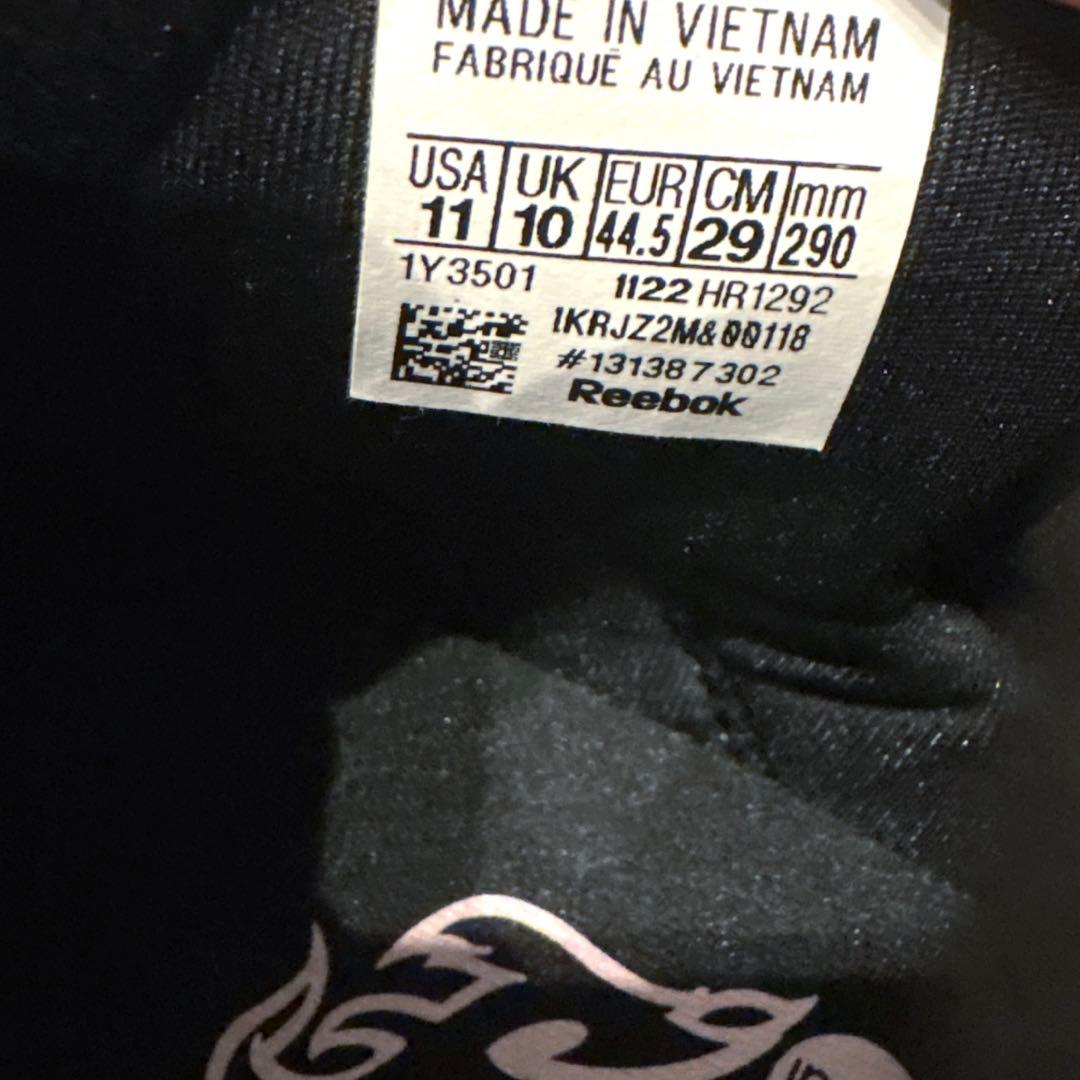 MADE IN VIETNAM
FABRIQUÉ AU VIETNAM
USA UK EUR CM mm
11 10 44.5 29 290
1Y3501 1122 HR1292
1KRJZ2M&00118
#131387302
Reebok